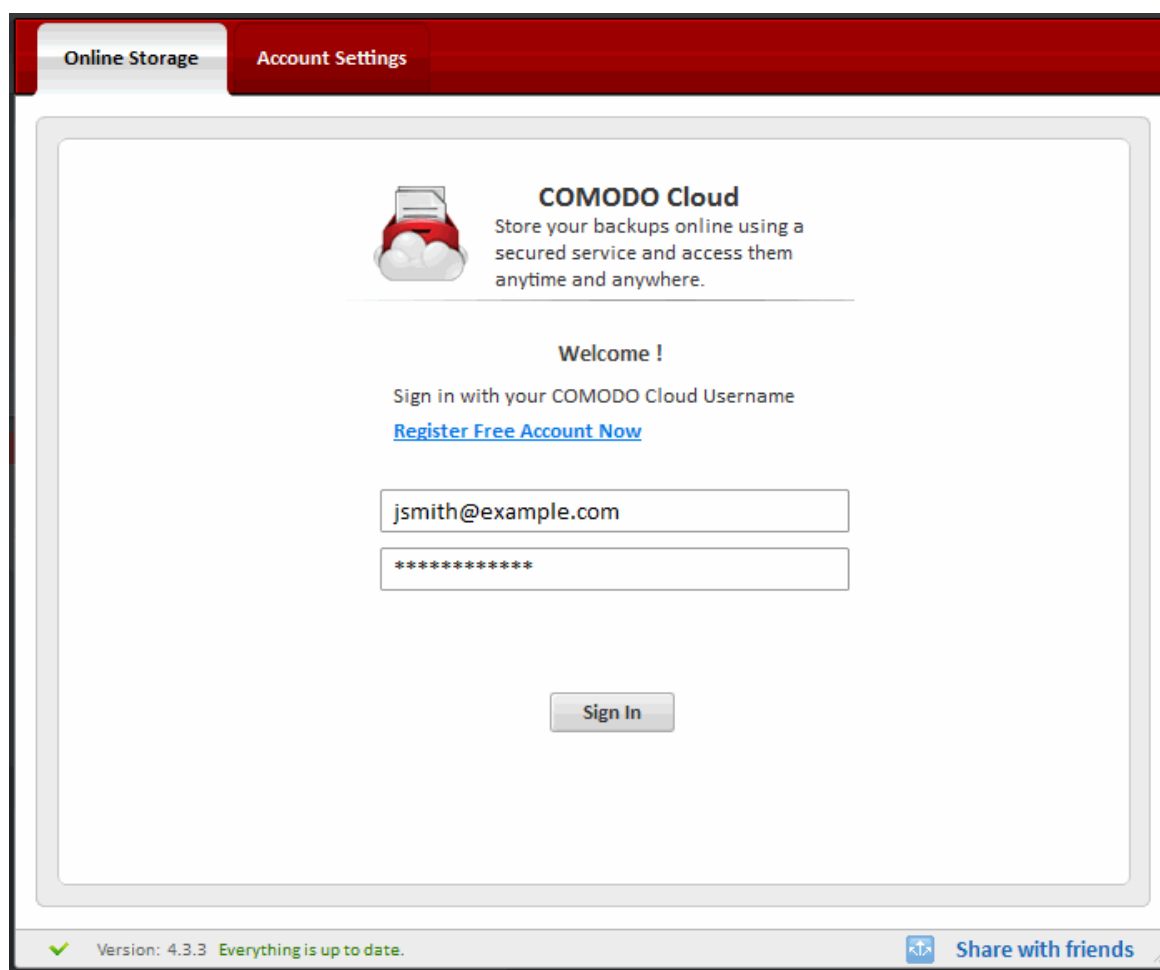 Online Storage
Account Settings
COMODO Cloud
Store your backups online using a
secured service and access them
anytime and anywhere.
Welcome !
Sign in with your COMODO Cloud Username
Register Free Account Now
jsmith@example.com
************
Sign In
Version: 4.3.3 Everything is up to date.
Share with friends